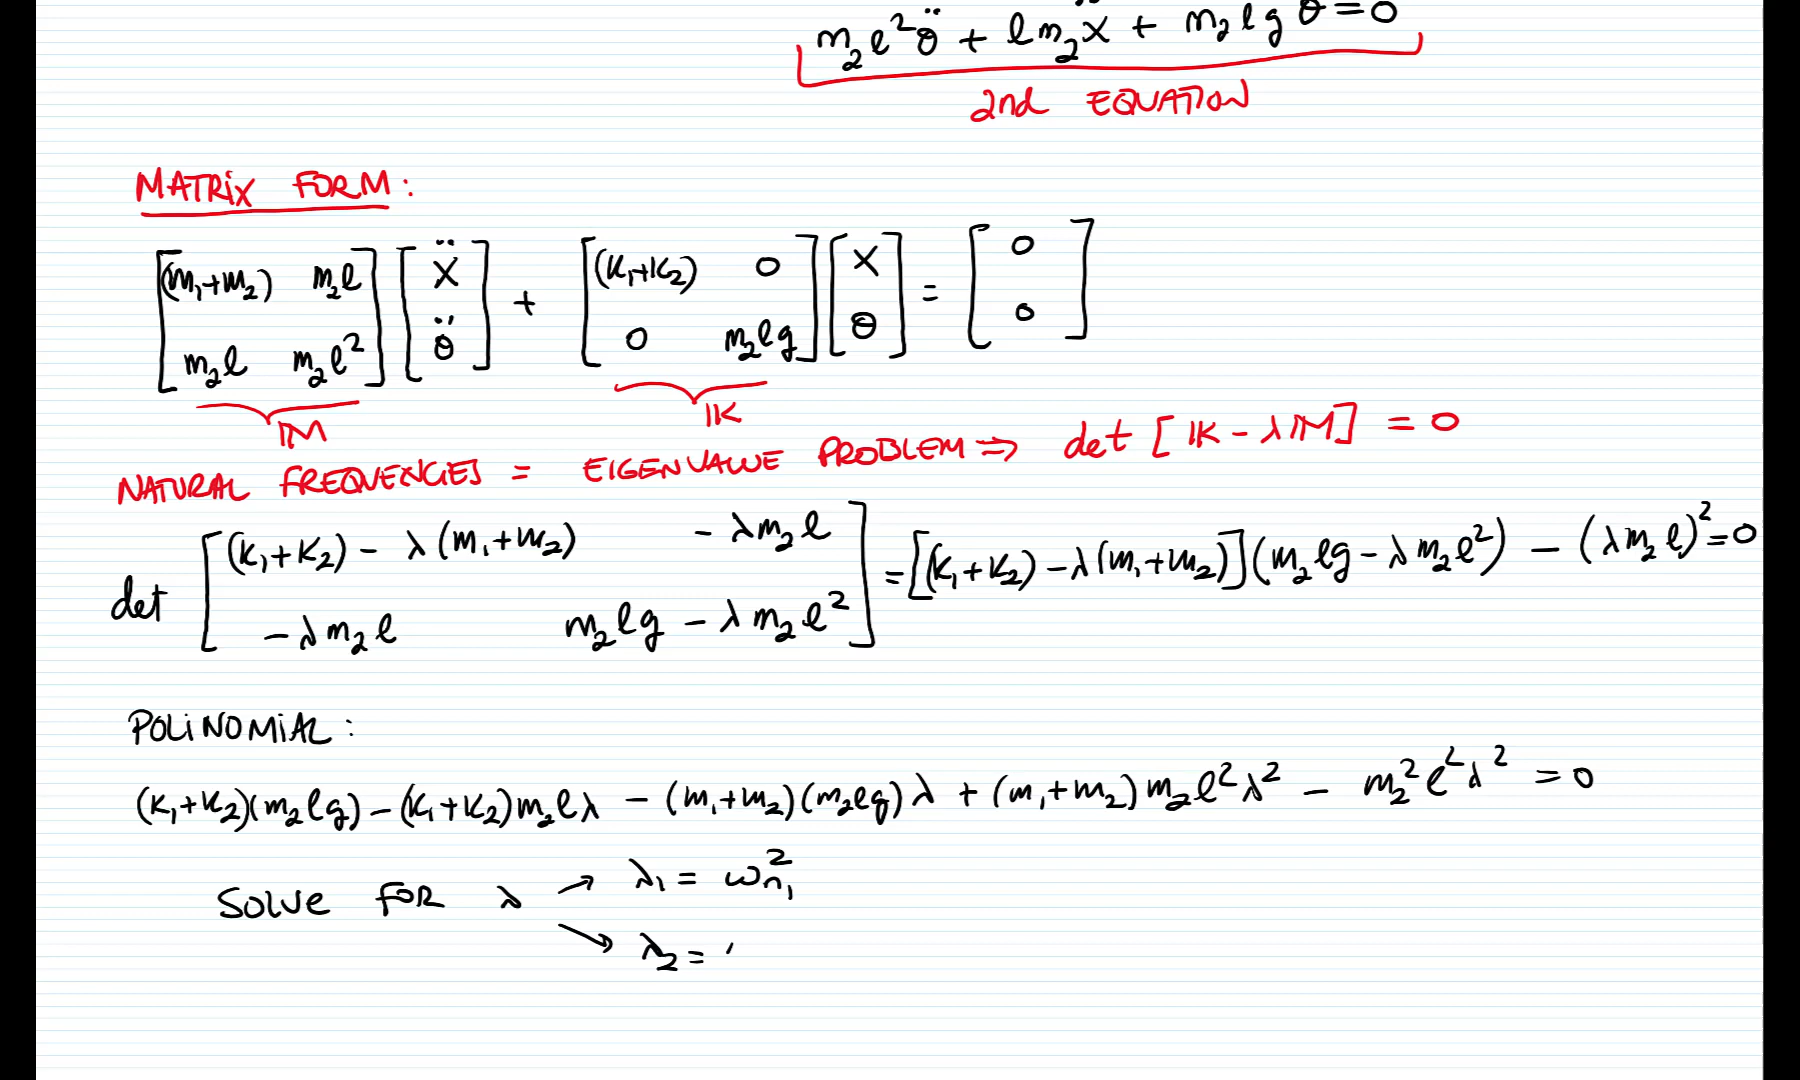 m₂ℓ²θ̈ + ℓm₂ẍ + m₂ℓgθ = 0
2nd EQUATION
MATRiX FORM:
[(m₁+m₂) m₂ℓ; m₂ℓ m₂ℓ²] [ẍ; θ̈] + [(k₁+k₂) 0; 0 m₂ℓg] [x; θ] = [0; 0]
𝕄 𝕂
NATURAL FREQUENCIES = EIGENVALUE PROBLEM ⇒ det [𝕂 - λ𝕄] = 0
det [(k₁+k₂) - λ(m₁+m₂) -λm₂ℓ; -λm₂ℓ m₂ℓg - λm₂ℓ²] = [(k₁+k₂) - λ(m₁+m₂)](m₂ℓg - λm₂ℓ²) - (λm₂ℓ)² = 0
POLiNOMiAL:
(k₁+k₂)(m₂ℓg) - (k₁+k₂)m₂ℓλ - (m₁+m₂)(m₂ℓg)λ + (m₁+m₂)m₂ℓ²λ² - m₂²ℓ²λ² = 0
SOLVE FOR λ → λ₁ = ωn₁²
→ λ₂ =